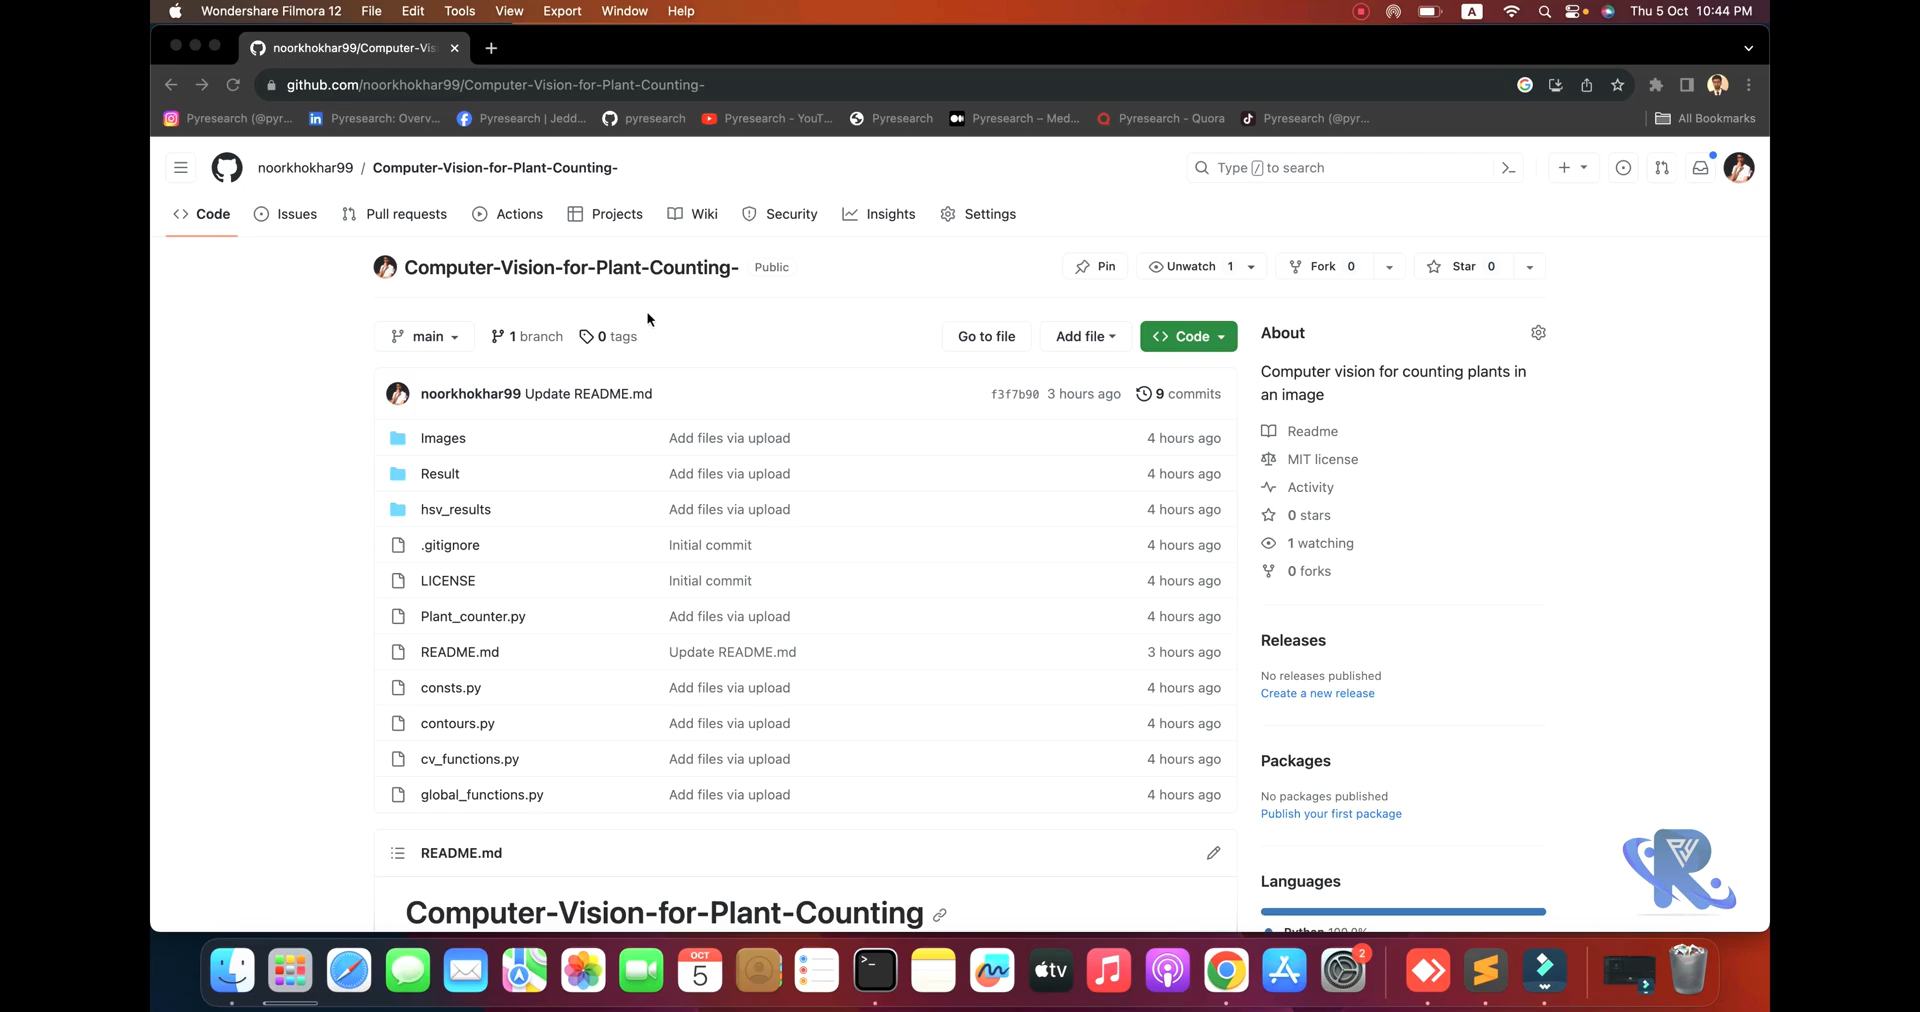 Wondershare Filmora 12 File Edit Tools View Export Window Help A Thu 5 Oct 10:44 PM
noorkhokhar99/Computer-Vis
github.com/noorkhokhar99/Computer-Vision-for-Plant-Counting-
Pyresearch (@pyr... Pyresearch: Overv... Pyresearch | Jedd... pyresearch Pyresearch - YouT... Pyresearch Pyresearch – Med... Pyresearch - Quora Pyresearch (@pyr... All Bookmarks
noorkhokhar99 / Computer-Vision-for-Plant-Counting- Type / to search
Code Issues Pull requests Actions Projects Wiki Security Insights Settings
Computer-Vision-for-Plant-Counting- Public Pin Unwatch 1 Fork 0 Star 0
main 1 branch 0 tags Go to file Add file Code
noorkhokhar99 Update README.md f3f7b90 3 hours ago 9 commits
Images Add files via upload 4 hours ago
Result Add files via upload 4 hours ago
hsv_results Add files via upload 4 hours ago
.gitignore Initial commit 4 hours ago
LICENSE Initial commit 4 hours ago
Plant_counter.py Add files via upload 4 hours ago
README.md Update README.md 3 hours ago
consts.py Add files via upload 4 hours ago
contours.py Add files via upload 4 hours ago
cv_functions.py Add files via upload 4 hours ago
global_functions.py Add files via upload 4 hours ago
README.md
Computer-Vision-for-Plant-Counting
About
Computer vision for counting plants in
an image
Readme
MIT license
Activity
0 stars
1 watching
0 forks
Releases
No releases published
Create a new release
Packages
No packages published
Publish your first package
Languages
Python 100.0%
OCT
5
tv
2